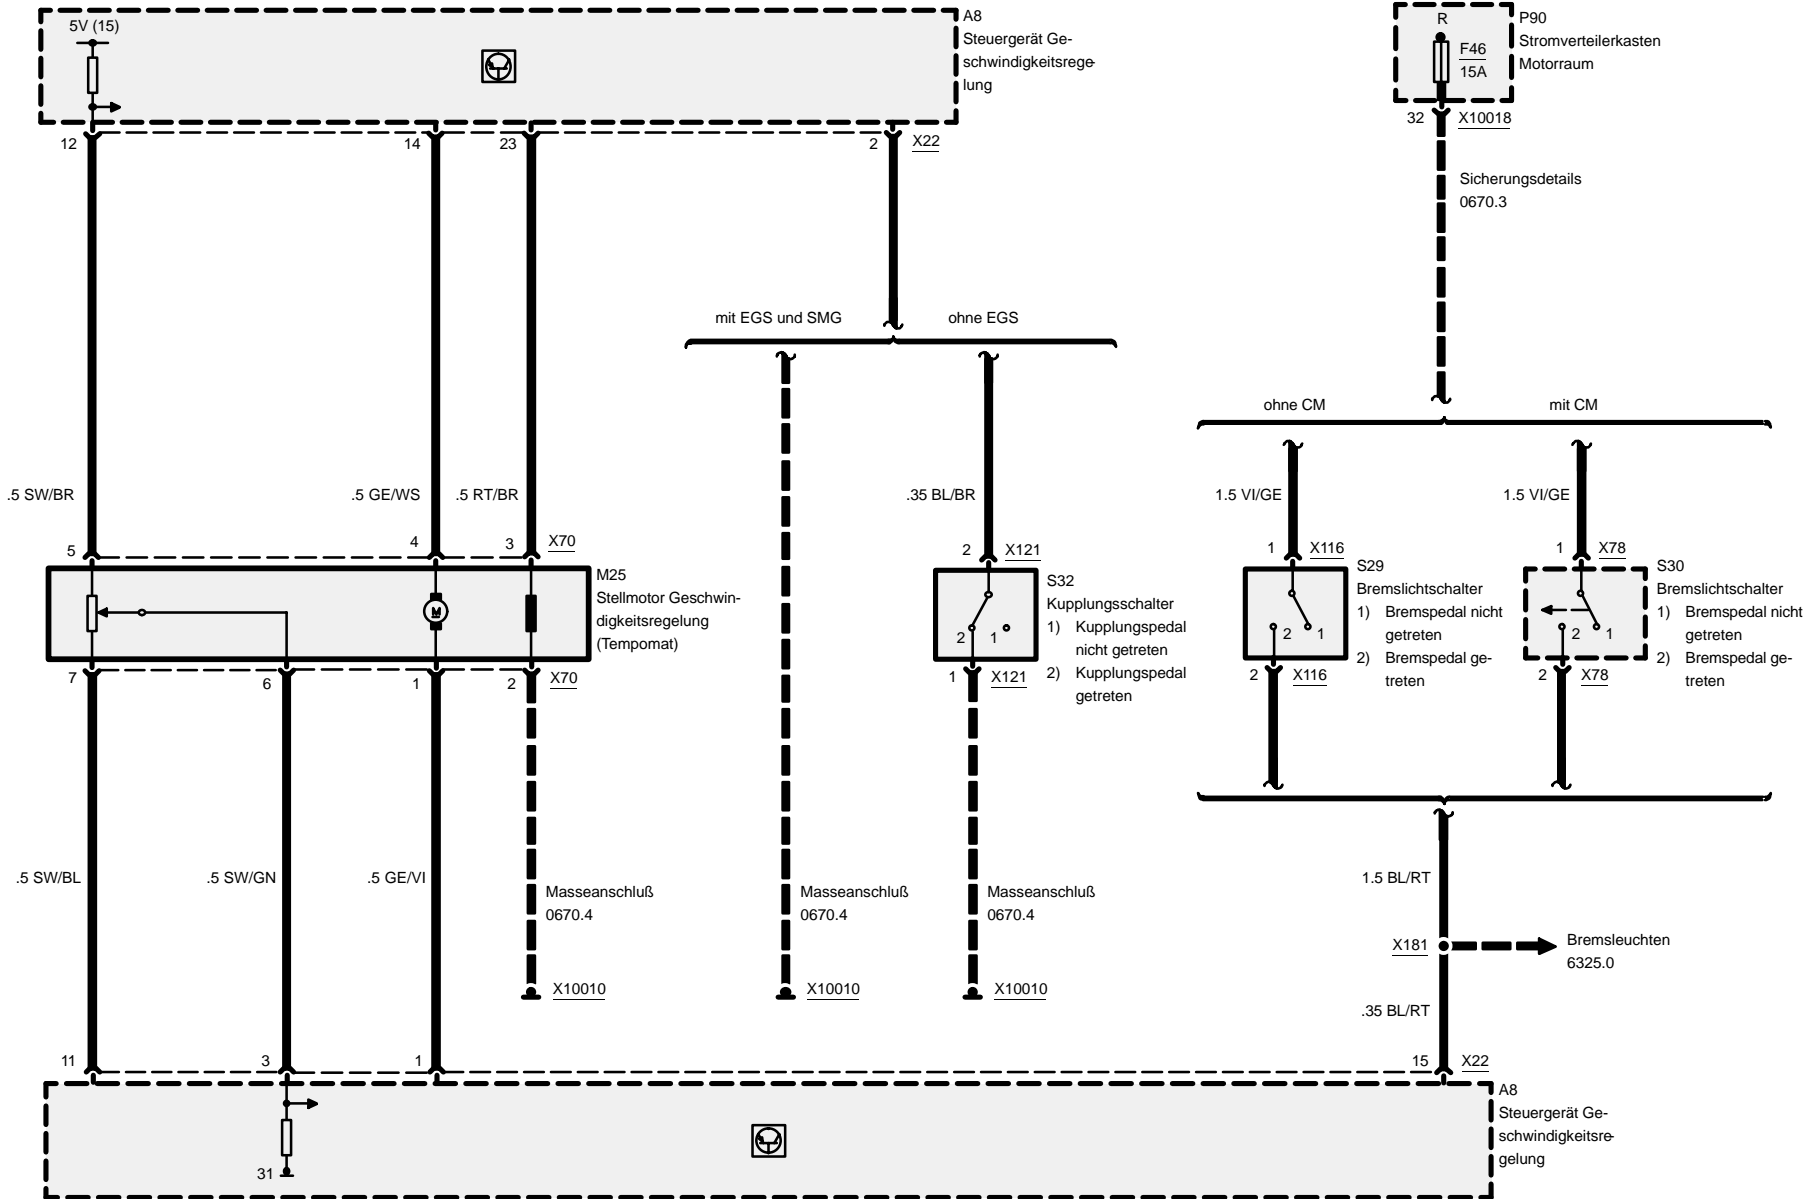 5V (15)
A8
Steuergerät Ge-
schwindigkeitsrege-
lung
R
F46
15A
P90
Stromverteilerkasten
Motorraum
12
14
23
2
X22
32
X10018
Sicherungsdetails
0670.3
mit EGS und SMG
ohne EGS
ohne CM
mit CM
.5 SW/BR
.5 GE/WS
.5 RT/BR
.35 BL/BR
1.5 VI/GE
1.5 VI/GE
5
4
3
X70
2
X121
1
X116
1
X78
M25
Stellmotor Geschwin-
digkeitsregelung
(Tempomat)
M
S32
Kupplungsschalter
1) Kupplungspedal
nicht getreten
2) Kupplungspedal
getreten
2
1
S29
Bremslichtschalter
1) Bremspedal nicht
getreten
2) Bremspedal ge-
treten
2
1
S30
Bremslichtschalter
1) Bremspedal nicht
getreten
2) Bremspedal ge-
treten
2
1
7
6
1
2
X70
1
X121
2
X116
2
X78
.5 SW/BL
.5 SW/GN
.5 GE/VI
Masseanschluß
0670.4
Masseanschluß
0670.4
Masseanschluß
0670.4
1.5 BL/RT
X181
Bremsleuchten
6325.0
X10010
X10010
X10010
.35 BL/RT
11
3
1
15
X22
A8
Steuergerät Ge-
schwindigkeitsre-
gelung
31